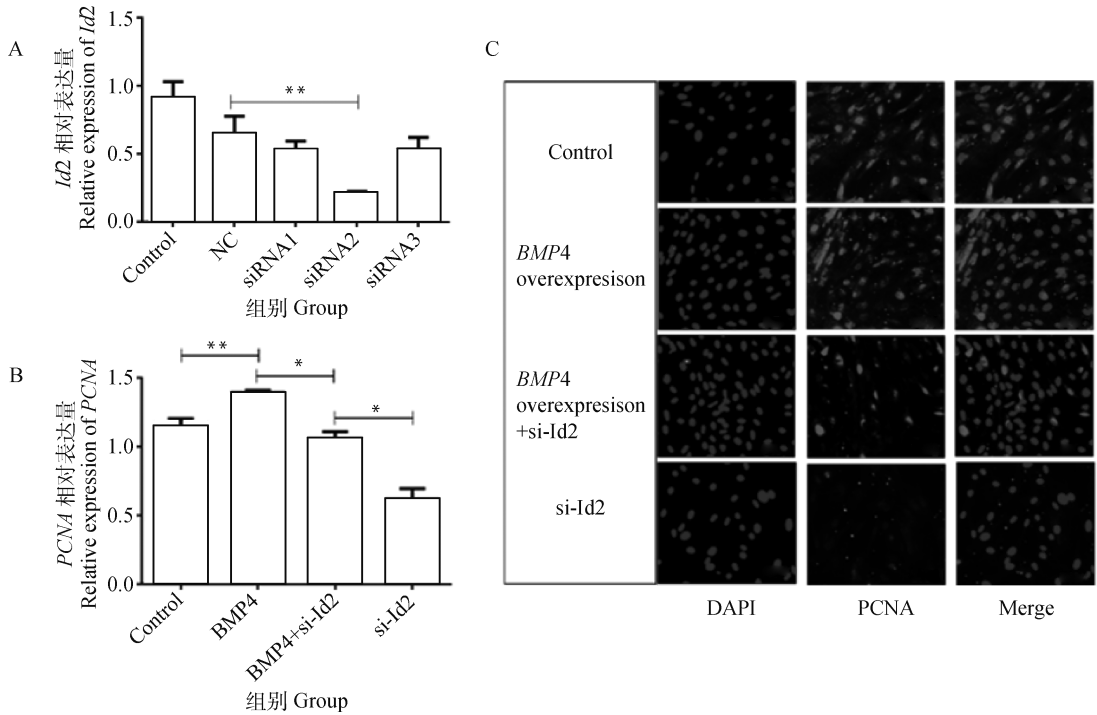 A
Id2 相对表达量
Relative expression of Id2
1.5
1.0
0.5
0.0
**
Control
NC
siRNA1
siRNA2
siRNA3
组别 Group
B
PCNA 相对表达量
Relative expression of PCNA
1.5
1.0
0.5
0.0
**
*
*
Control
BMP4
BMP4+si-Id2
si-Id2
组别 Group
C
Control
BMP4
overexpresison
BMP4
overexpresison
+si-Id2
si-Id2
DAPI
PCNA
Merge